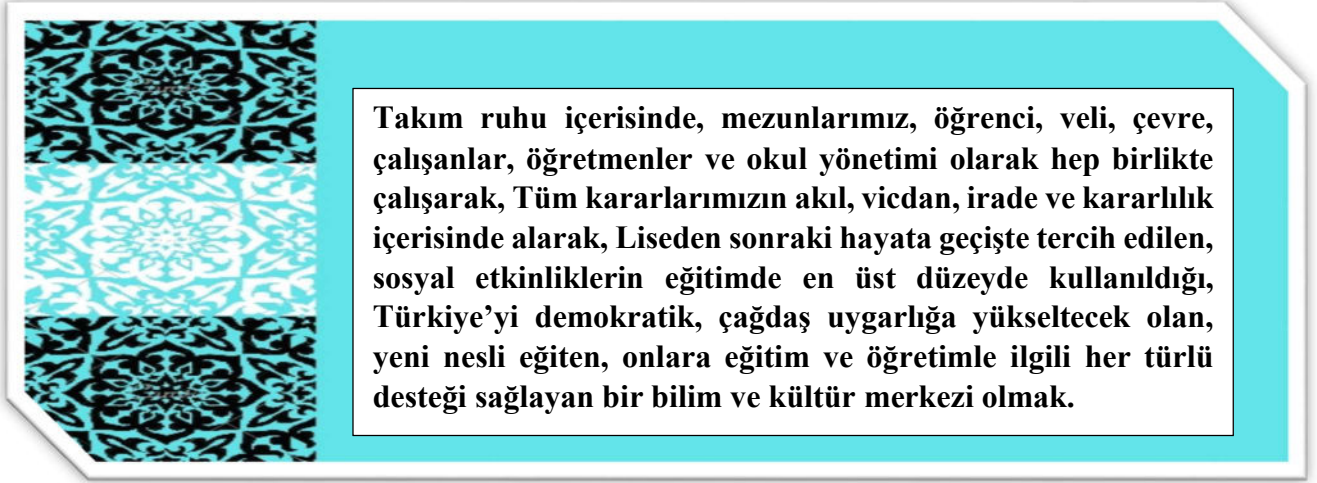 Takım ruhu içerisinde, mezunlarımız, öğrenci, veli, çevre,
çalışanlar, öğretmenler ve okul yönetimi olarak hep birlikte
çalışarak, Tüm kararlarımızın akıl, vicdan, irade ve kararlılık
içerisinde alarak, Liseden sonraki hayata geçişte tercih edilen,
sosyal etkinliklerin eğitimde en üst düzeyde kullanıldığı,
Türkiye’yi demokratik, çağdaş uygarlığa yükseltecek olan,
yeni nesli eğiten, onlara eğitim ve öğretimle ilgili her türlü
desteği sağlayan bir bilim ve kültür merkezi olmak.